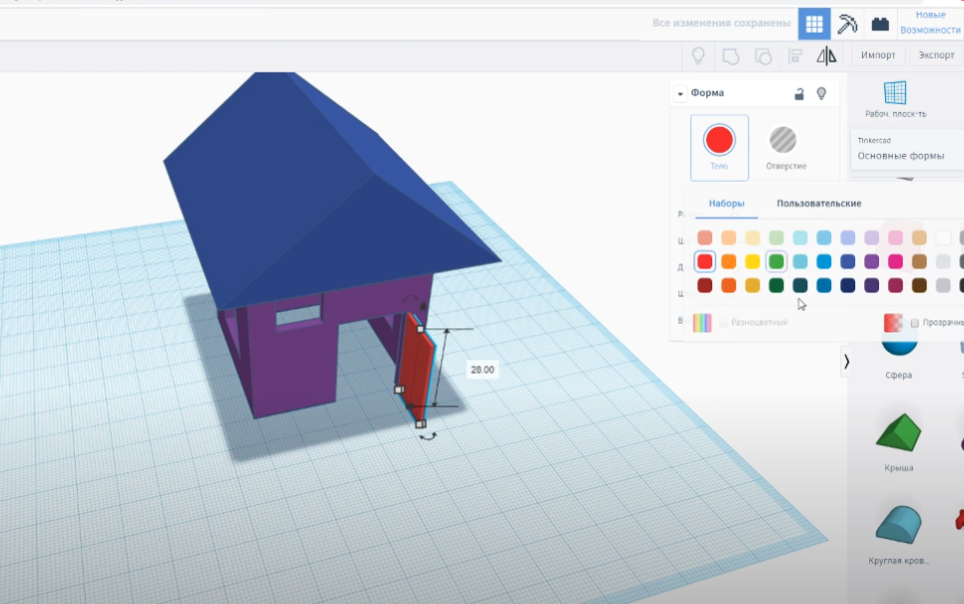 Все изменения сохранены
Новые
Возможности
Импорт
Экспорт
Форма
Тело
Отверстие
Рабоч. плоск-ть
Tinkercad
Основные формы
Наборы
Пользовательские
Разноцветный
Прозрачны
28.00
Сфера
Крыша
Круглая кров...